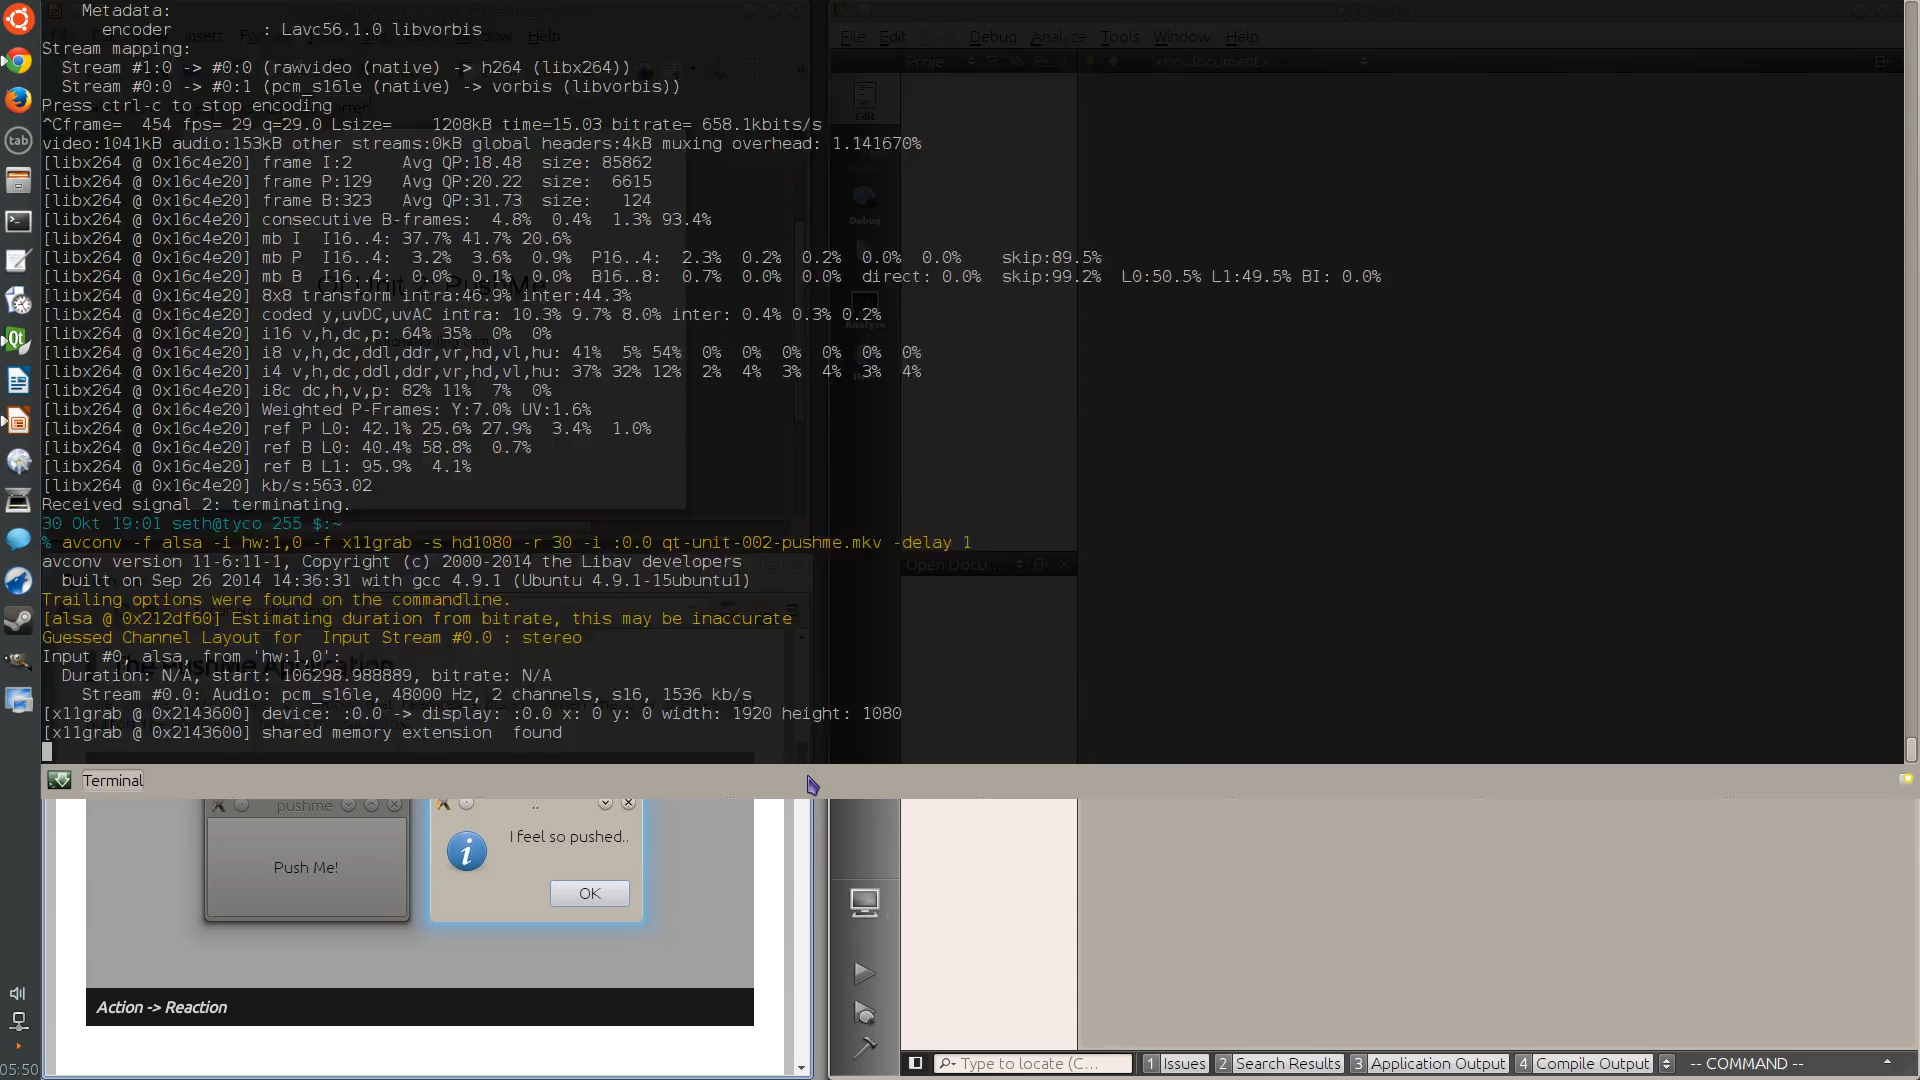 Metadata:
encoder : Lavc56.1.0 libvorbis
Stream mapping:
Stream #1:0 -> #0:0 (rawvideo (native) -> h264 (libx264))
Stream #0:0 -> #0:1 (pcm_s16le (native) -> vorbis (libvorbis))
Press ctrl-c to stop encoding
^Cframe= 454 fps= 29 q=29.0 Lsize= 1208kB time=15.03 bitrate= 658.1kbits/s
video:1041kB audio:153kB other streams:0kB global headers:4kB muxing overhead: 1.141670%
[libx264 @ 0x16c4e20] frame I:2 Avg QP:18.48 size: 85862
[libx264 @ 0x16c4e20] frame P:129 Avg QP:20.22 size: 6615
[libx264 @ 0x16c4e20] frame B:323 Avg QP:31.73 size: 124
[libx264 @ 0x16c4e20] consecutive B-frames: 4.8% 0.4% 1.3% 93.4%
[libx264 @ 0x16c4e20] mb I I16..4: 37.7% 41.7% 20.6%
[libx264 @ 0x16c4e20] mb P I16..4: 3.2% 3.6% 0.9% P16..4: 2.3% 0.2% 0.2% 0.0% 0.0% skip:89.5%
[libx264 @ 0x16c4e20] mb B I16..4: 0.0% 0.1% 0.0% B16..8: 0.7% 0.0% 0.0% direct: 0.0% skip:99.2% L0:50.5% L1:49.5% BI: 0.0%
[libx264 @ 0x16c4e20] 8x8 transform intra:46.9% inter:44.3%
[libx264 @ 0x16c4e20] coded y,uvDC,uvAC intra: 10.3% 9.7% 8.0% inter: 0.4% 0.3% 0.2%
[libx264 @ 0x16c4e20] i16 v,h,dc,p: 64% 35% 0% 0%
[libx264 @ 0x16c4e20] i8 v,h,dc,ddl,ddr,vr,hd,vl,hu: 41% 5% 54% 0% 0% 0% 0% 0% 0%
[libx264 @ 0x16c4e20] i4 v,h,dc,ddl,ddr,vr,hd,vl,hu: 37% 32% 12% 2% 4% 3% 4% 3% 4%
[libx264 @ 0x16c4e20] i8c dc,h,v,p: 82% 11% 7% 0%
[libx264 @ 0x16c4e20] Weighted P-Frames: Y:7.0% UV:1.6%
[libx264 @ 0x16c4e20] ref P L0: 42.1% 25.6% 27.9% 3.4% 1.0%
[libx264 @ 0x16c4e20] ref B L0: 40.4% 58.8% 0.7%
[libx264 @ 0x16c4e20] ref B L1: 95.9% 4.1%
[libx264 @ 0x16c4e20] kb/s:563.02
Received signal 2: terminating.
30 Okt 19:01 seth@tyco 255 $:~
% avconv -f alsa -i hw:1,0 -f x11grab -s hd1080 -r 30 -i :0.0 qt-unit-002-pushme.mkv -delay 1
avconv version 11-6:11-1, Copyright (c) 2000-2014 the Libav developers
built on Sep 26 2014 14:36:31 with gcc 4.9.1 (Ubuntu 4.9.1-15ubuntu1)
Trailing options were found on the commandline.
[alsa @ 0x212df60] Estimating duration from bitrate, this may be inaccurate
Guessed Channel Layout for Input Stream #0.0 : stereo
Input #0, alsa, from 'hw:1,0':
Duration: N/A, start: 106298.988889, bitrate: N/A
Stream #0.0: Audio: pcm_s16le, 48000 Hz, 2 channels, s16, 1536 kb/s
[x11grab @ 0x2143600] device: :0.0 -> display: :0.0 x: 0 y: 0 width: 1920 height: 1080
[x11grab @ 0x2143600] shared memory extension found
Terminal
Insert
Help
Qt Unit 2: PushMe
The PushMe Application
Qt Creator
File Edit Debug Analyze Tools Window Help
Proje
<no document>
Edit
Debug
Analyze
Open Docu...
tab
pushme
Push Me!
..
I feel so pushed..
OK
Action -> Reaction
05:50
Type to locate (C...
1 Issues 2 Search Results 3 Application Output 4 Compile Output -- COMMAND --